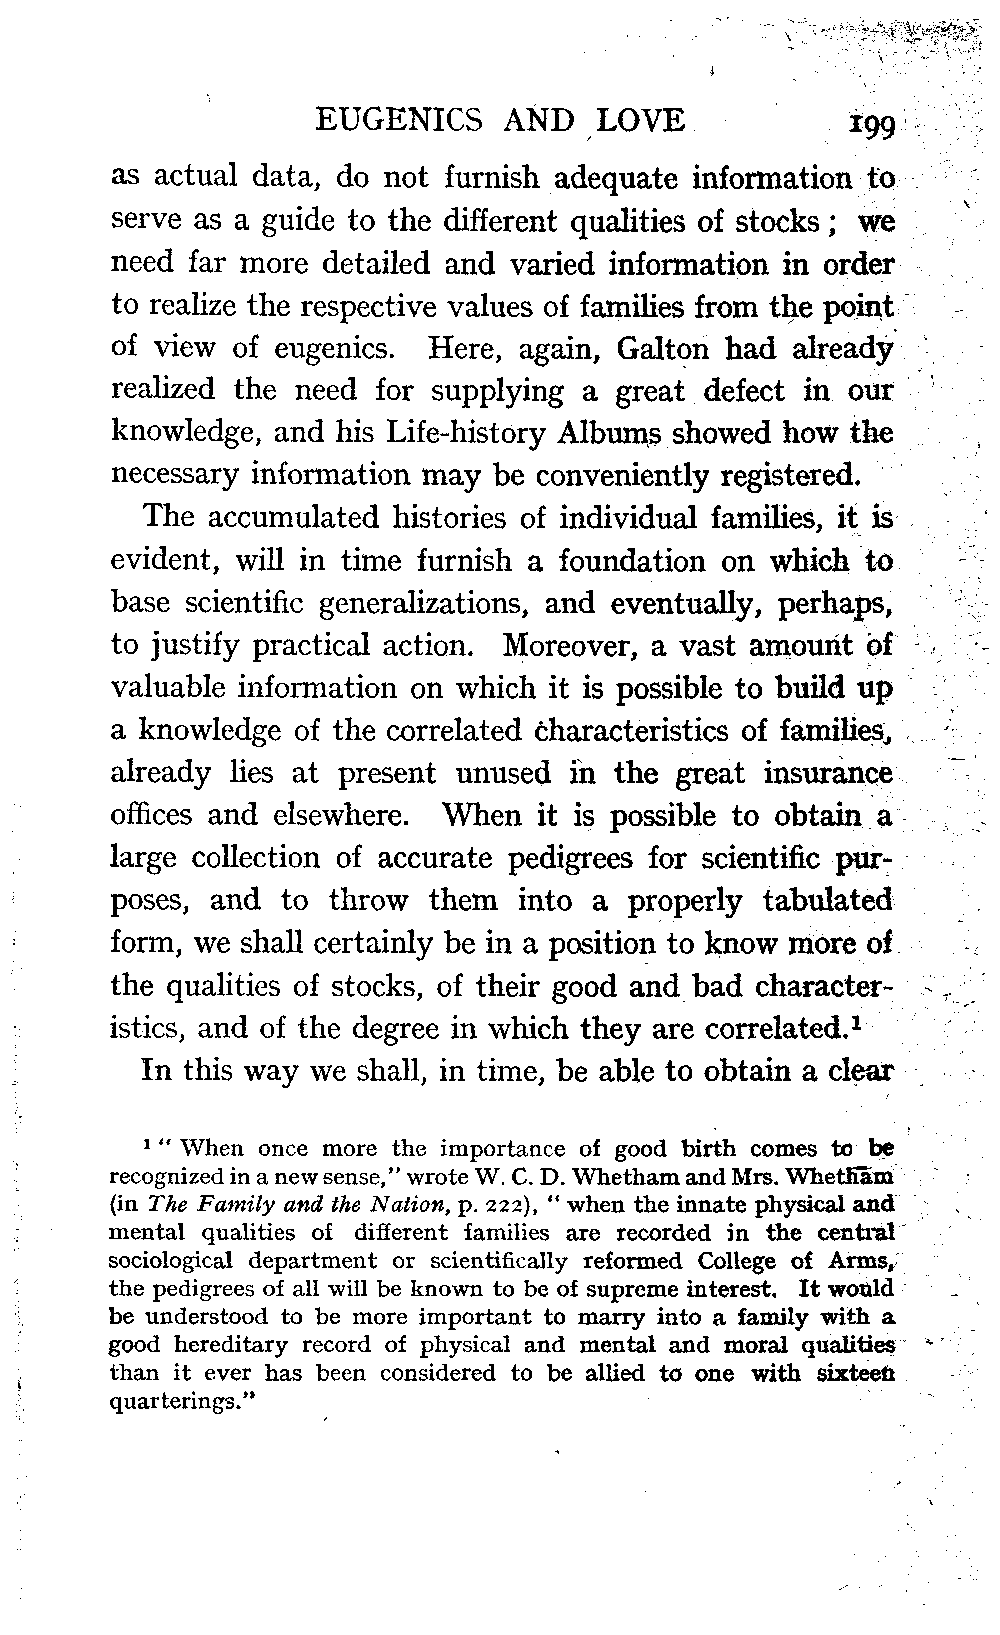 EUGENICS AND LOVE 199
as actual data, do not furnish adequate information to
serve as a guide to the different qualities of stocks ; we
need far more detailed and varied information in order
to realize the respective values of families from the point
of view of eugenics. Here, again, Galton had already
realized the need for supplying a great defect in our
knowledge, and his Life-history Albums showed how the
necessary information may be conveniently registered.
The accumulated histories of individual families, it is
evident, will in time furnish a foundation on which to
base scientific generalizations, and eventually, perhaps,
to justify practical action. Moreover, a vast amount of
valuable information on which it is possible to build up
a knowledge of the correlated characteristics of families,
already lies at present unused in the great insurance
offices and elsewhere. When it is possible to obtain a
large collection of accurate pedigrees for scientific pur-
poses, and to throw them into a properly tabulated
form, we shall certainly be in a position to know more of
the qualities of stocks, of their good and bad character-
istics, and of the degree in which they are correlated.¹
In this way we shall, in time, be able to obtain a clear
¹ “ When once more the importance of good birth comes to be
recognized in a new sense,” wrote W. C. D. Whetham and Mrs. Whetham
(in The Family and the Nation, p. 222), “ when the innate physical and
mental qualities of different families are recorded in the central
sociological department or scientifically reformed College of Arms,
the pedigrees of all will be known to be of supreme interest. It would
be understood to be more important to marry into a family with a
good hereditary record of physical and mental and moral qualities
than it ever has been considered to be allied to one with sixteen
quarterings.”